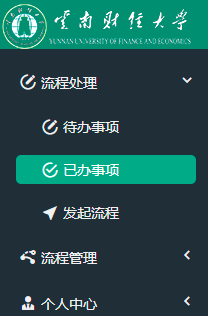 雲南财经大学
YUNNAN UNIVERSITY OF FINANCE AND ECONOMICS
流程处理
待办事项
已办事项
发起流程
流程管理
个人中心